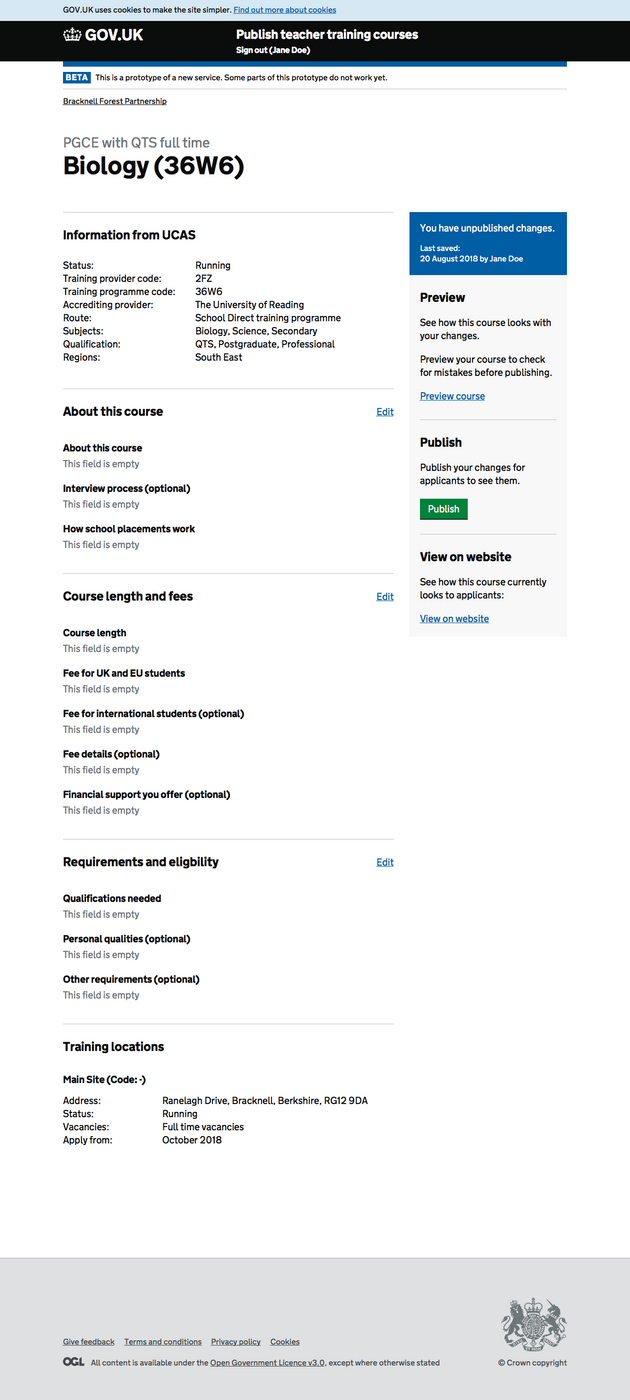 GOV.UK uses cookies to make the site simpler. Find out more about cookies
GOV.UK
Publish teacher training courses
Sign out (Jane Doe)
BETA This is a prototype of a new service. Some parts of this prototype do not work yet.
Bracknell Forest Partnership
PGCE with QTS full time
Biology (36W6)
Information from UCAS
Status: Running
Training provider code: 2FZ
Training programme code: 36W6
Accrediting provider: The University of Reading
Route: School Direct training programme
Subjects: Biology, Science, Secondary
Qualification: QTS, Postgraduate, Professional
Regions: South East
About this course Edit
About this course
This field is empty
Interview process (optional)
This field is empty
How school placements work
This field is empty
Course length and fees Edit
Course length
This field is empty
Fee for UK and EU students
This field is empty
Fee for international students (optional)
This field is empty
Fee details (optional)
This field is empty
Financial support you offer (optional)
This field is empty
Requirements and eligbility Edit
Qualifications needed
This field is empty
Personal qualities (optional)
This field is empty
Other requirements (optional)
This field is empty
Training locations
Main Site (Code: -)
Address: Ranelagh Drive, Bracknell, Berkshire, RG12 9DA
Status: Running
Vacancies: Full time vacancies
Apply from: October 2018
You have unpublished changes.
Last saved:
20 August 2018 by Jane Doe
Preview
See how this course looks with
your changes.
Preview your course to check
for mistakes before publishing.
Preview course
Publish
Publish your changes for
applicants to see them.
Publish
View on website
See how this course currently
looks to applicants:
View on website
Give feedback Terms and conditions Privacy policy Cookies
OGL All content is available under the Open Government Licence v3.0, except where otherwise stated
© Crown copyright